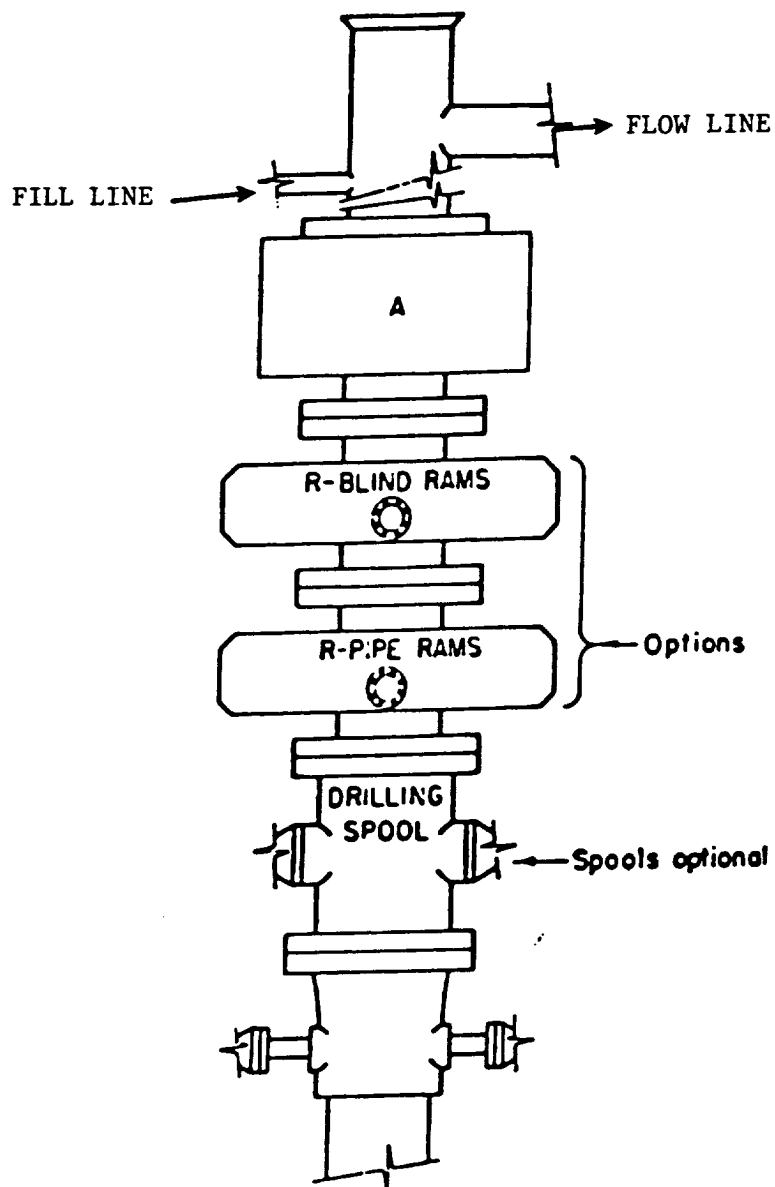 FLOW LINE
FILL LINE
A
R-BLIND RAMS
R-PIPE RAMS
Options
DRILLING
SPOOL
Spools optional